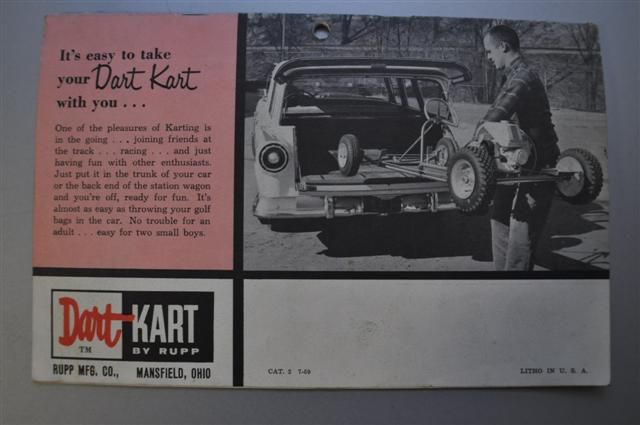 It's easy to take
your Dart Kart
with you . . .
One of the pleasures of Karting is
in the going . . . joining friends at
the track . . . racing . . . and just
having fun with other enthusiasts.
Just put it in the trunk of your car
or the back end of the station wagon
and you're off, ready for fun. It's
almost as easy as throwing your golf
bags in the car. No trouble for an
adult . . . easy for two small boys.
Dart KART
TM
BY RUPP
RUPP MFG. CO., MANSFIELD, OHIO
CAT. 2 7-59
LITHO IN U. S. A.